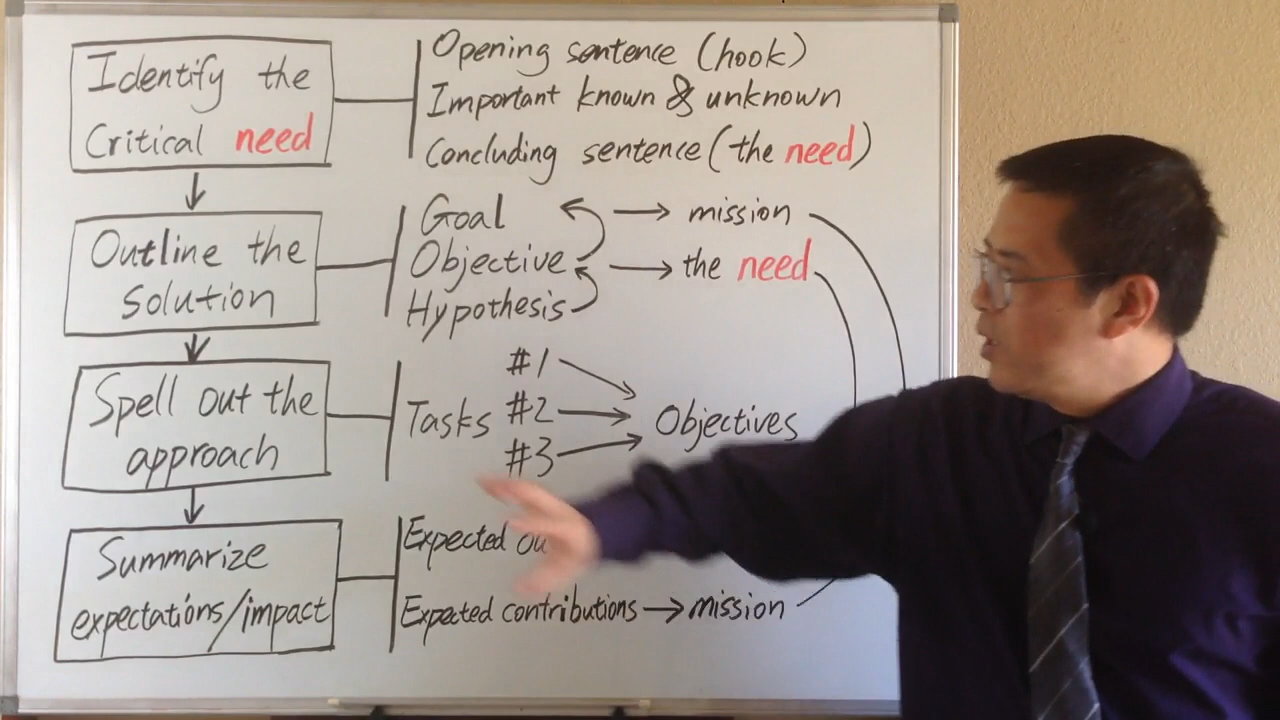 Identify the
Critical need
Opening sentence (hook)
Important known & unknown
Concluding sentence (the need)
Outline the
solution
Goal → mission
Objective → the need
Hypothesis
Spell out the
approach
Tasks
#1
#2
#3
Objectives
Summarize
expectations/impact
Expected
Expected contributions → mission